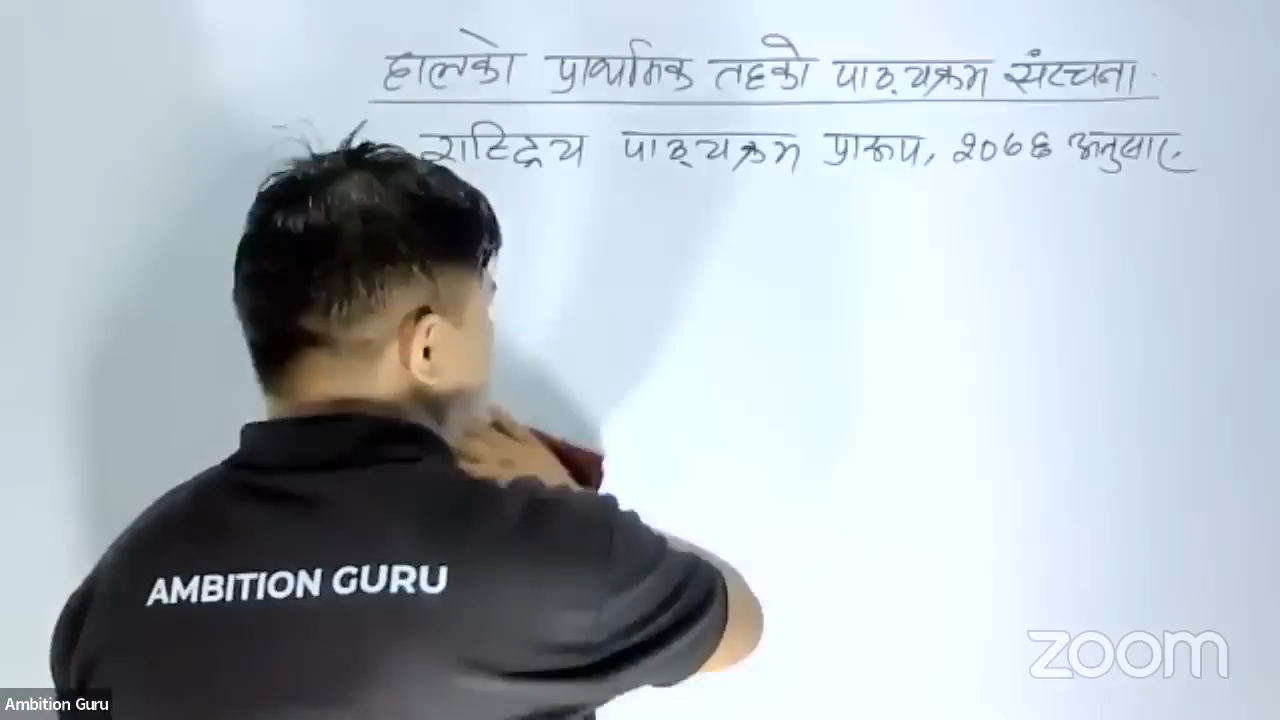 हालको प्राथमिक तहको पाठ्यक्रम संरचना
राष्ट्रिय पाठ्यक्रम प्रारूप, २०७६ अनुसार
AMBITION GURU
zoom
Ambition Guru